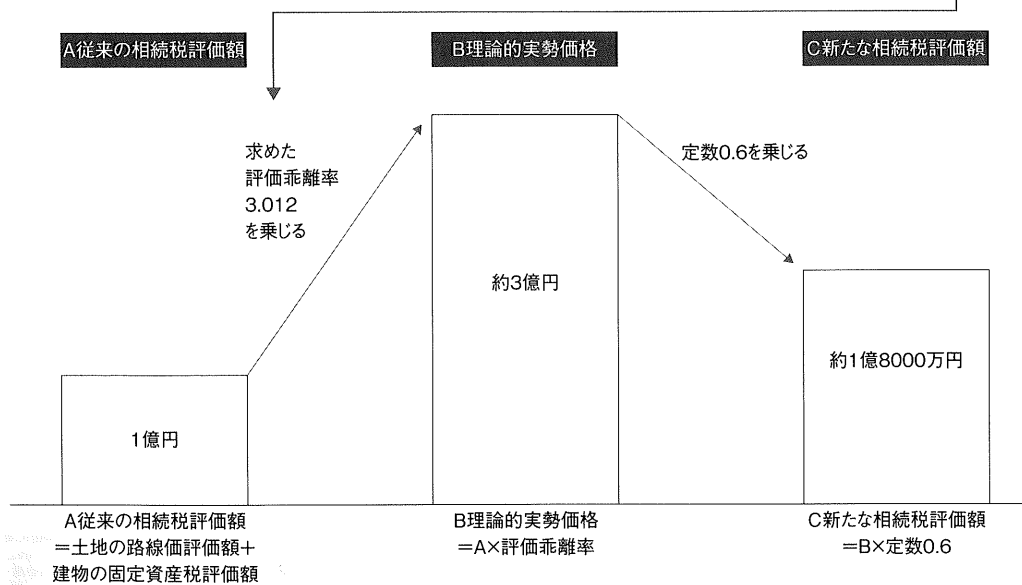 A従来の相続税評価額
B理論的実勢価格
C新たな相続税評価額
求めた
評価乖離率
3.012
を乗じる
定数0.6を乗じる
約3億円
約1億8000万円
1億円
A従来の相続税評価額
=土地の路線価評価額+
建物の固定資産税評価額
B理論的実勢価格
=A×評価乖離率
C新たな相続税評価額
=B×定数0.6